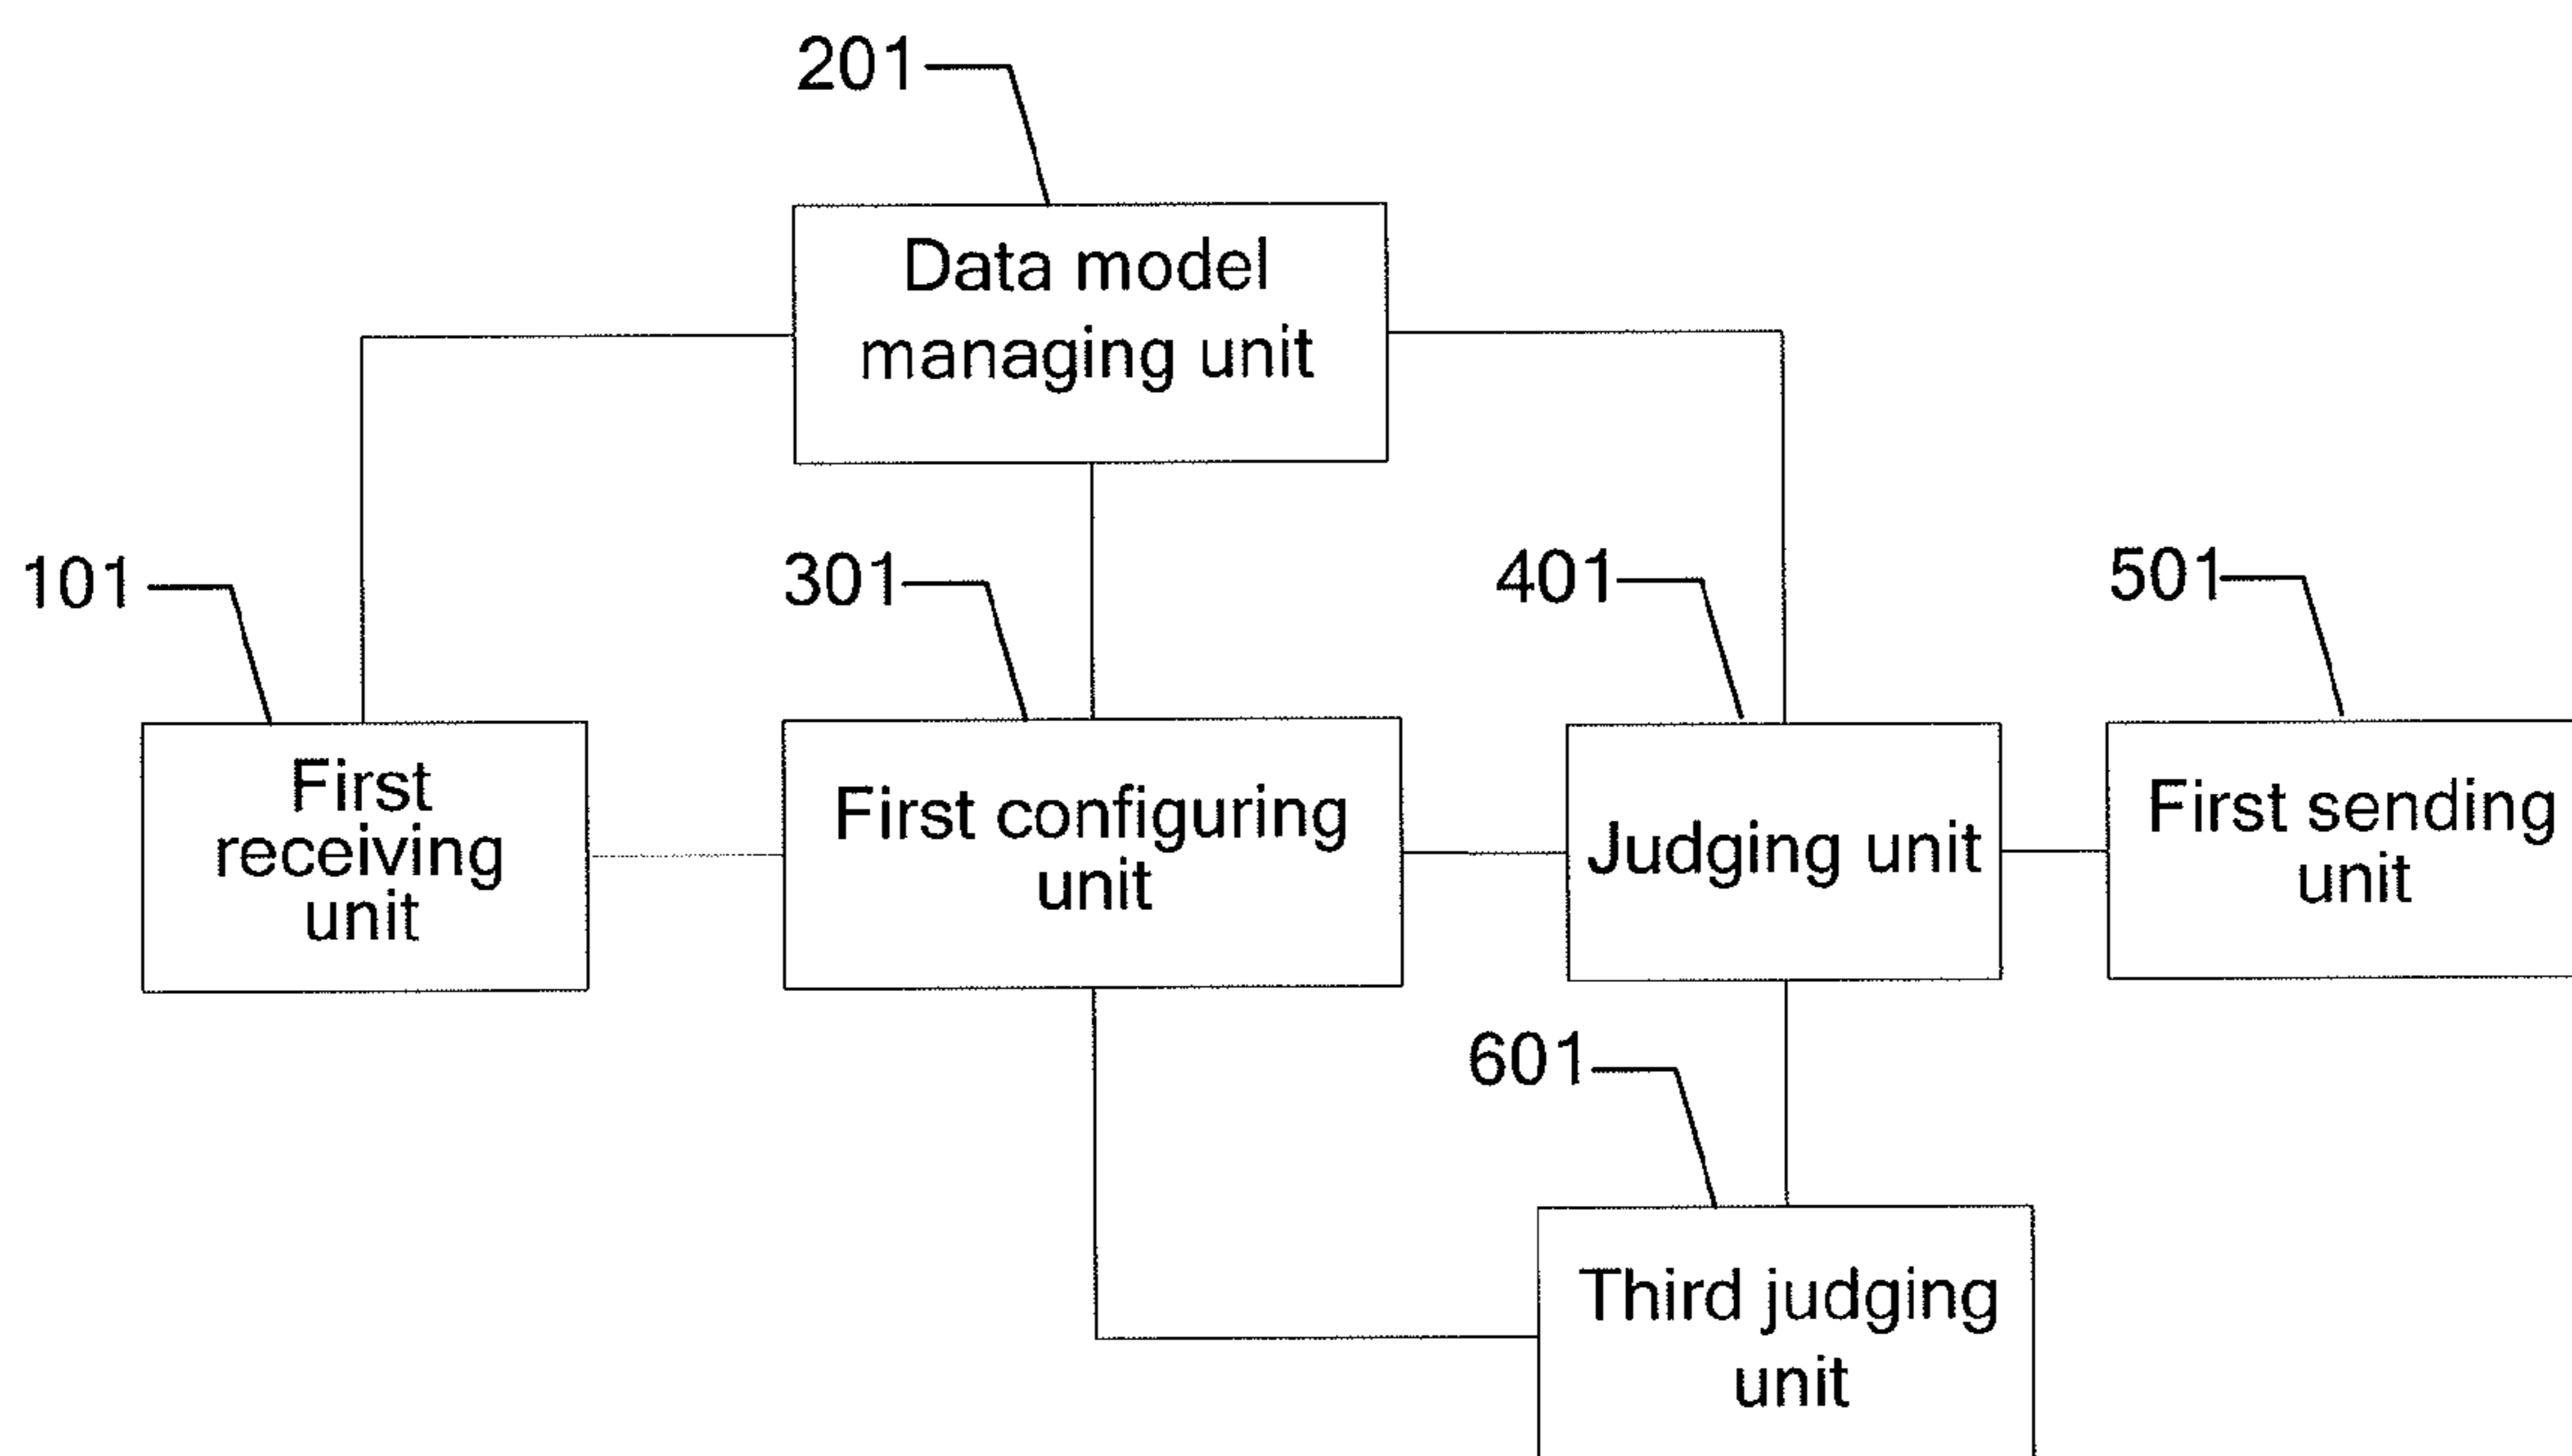 201
Data model
managing unit
101
301
401
501
First
receiving
unit
First configuring
unit
Judging unit
First sending
unit
601
Third judging
unit